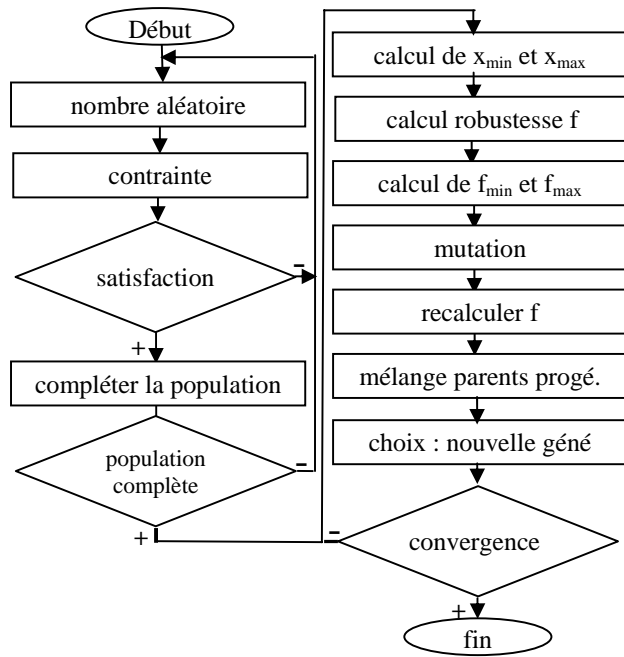 Début
nombre aléatoire
contrainte
satisfaction
–
+
compléter la population
population
complète
–
+
calcul de xmin et xmax
calcul robustesse f
calcul de fmin et fmax
mutation
recalculer f
mélange parents progé.
choix : nouvelle géné
–
convergence
+
fin